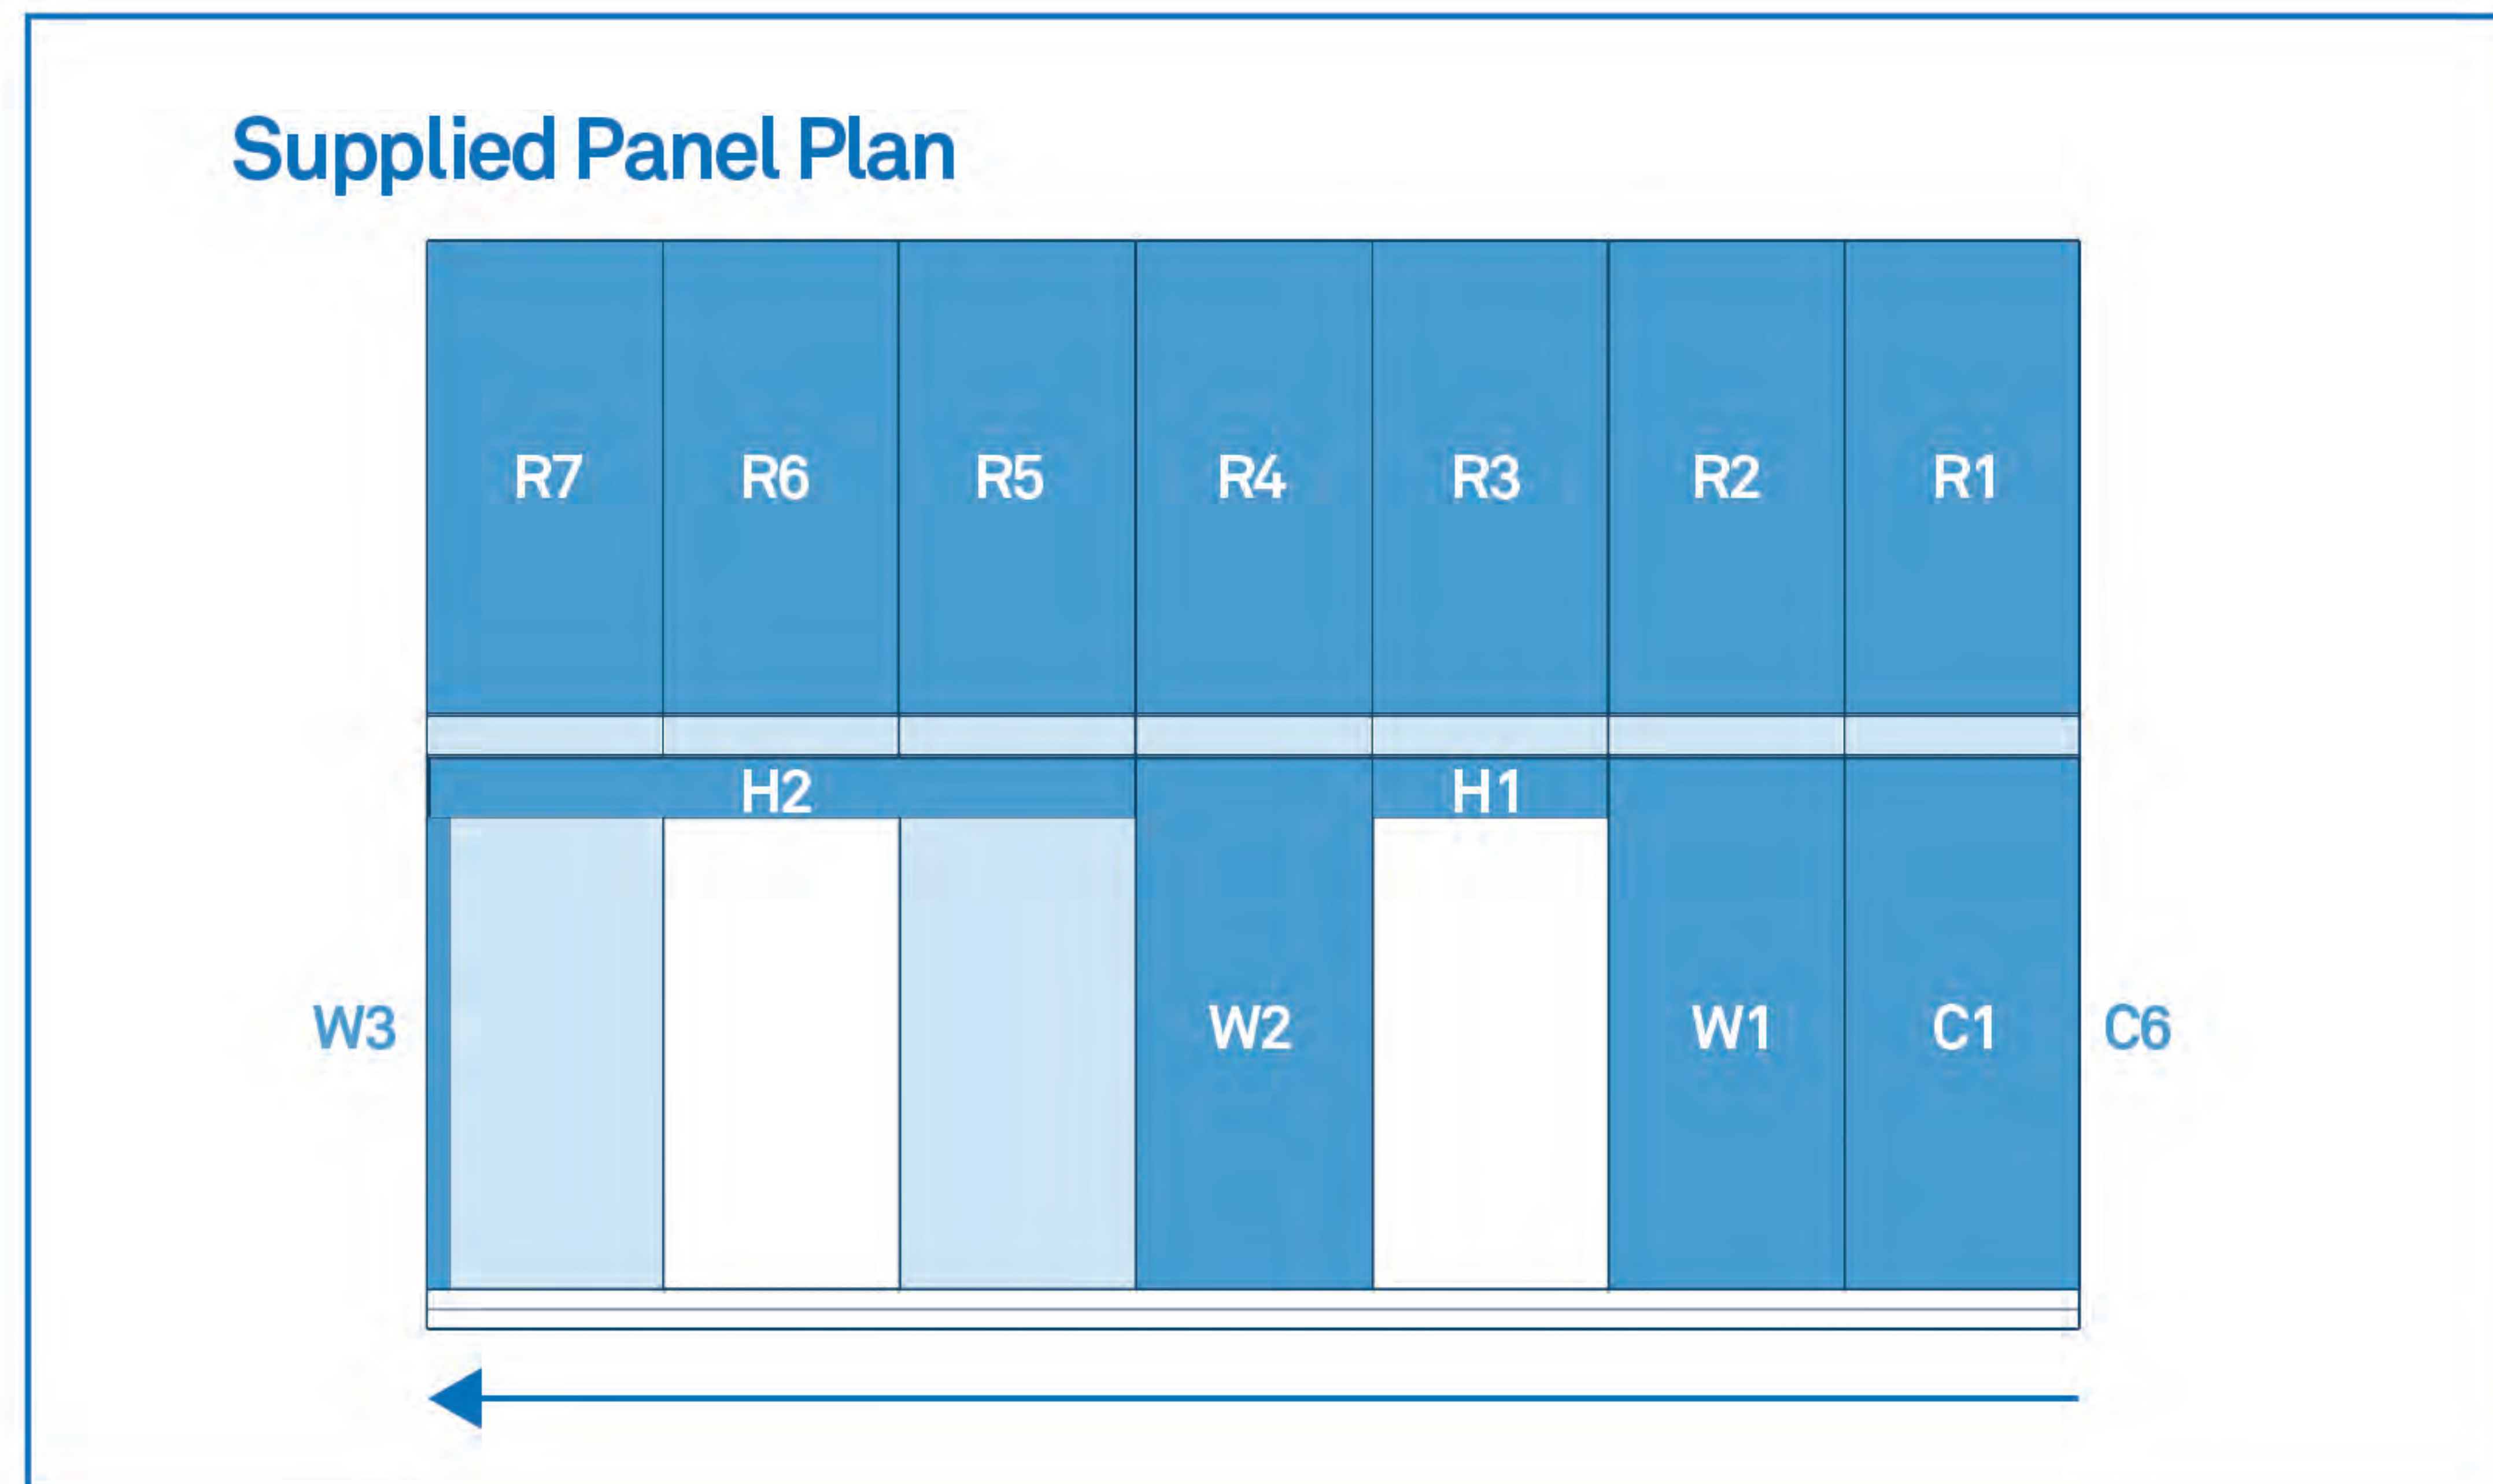 Supplied Panel Plan
R7 R6 R5 R4 R3 R2 R1
H2 H1
W3 W2 W1 C1 C6